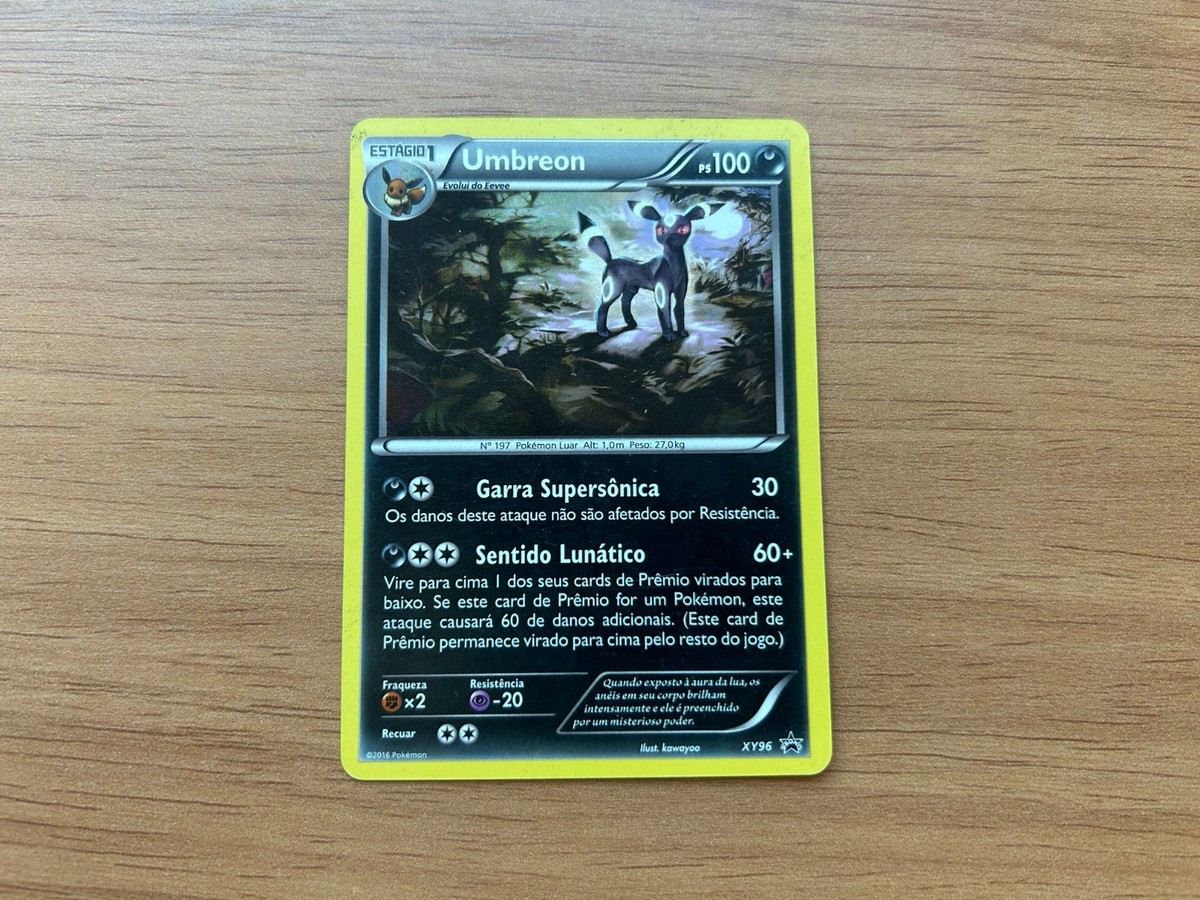 ESTÁGIO 1
Umbreon
PS 100
Evolui do Eevee
Nº 197 Pokémon Luar Alt: 1,0m Peso: 27,0kg
Garra Supersônica 30
Os danos deste ataque não são afetados por Resistência.
Sentido Lunático 60+
Vire para cima 1 dos seus cards de Prêmio virados para
baixo. Se este card de Prêmio for um Pokémon, este
ataque causará 60 de danos adicionais. (Este card de
Prêmio permanece virado para cima pelo resto do jogo.)
Fraqueza
x2
Resistência
-20
Quando exposto à aura da lua, os
anéis em seu corpo brilham
intensamente e ele é preenchido
por um misterioso poder.
Recuar
©2016 Pokémon
Ilust. kawayoo
XY96